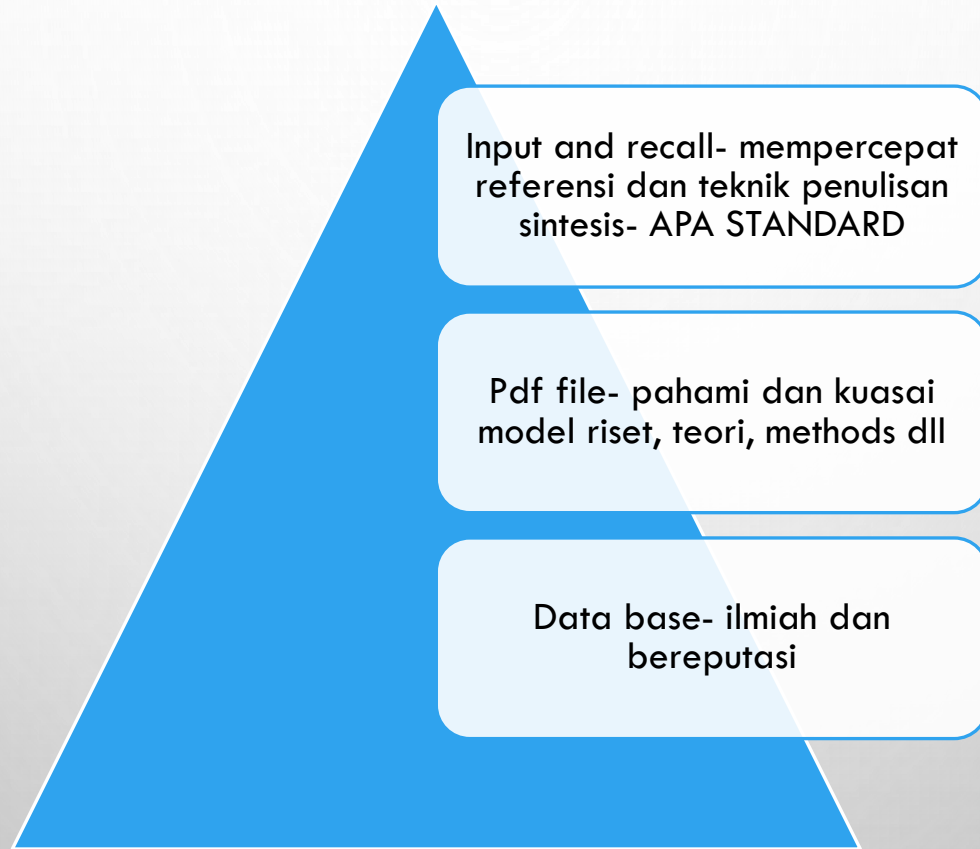 Input and recall- mempercepat
referensi dan teknik penulisan
sintesis- APA STANDARD
Pdf file- pahami dan kuasai
model riset, teori, methods dll
Data base- ilmiah dan
bereputasi